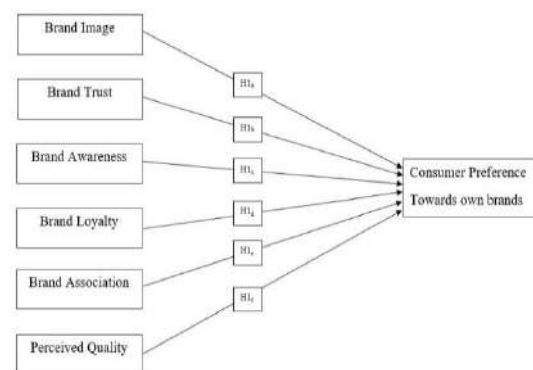 Brand Image
H1a
Brand Trust
H1b
Brand Awareness
H1c
Consumer Preference
Towards own brands
Brand Loyalty
H1d
Brand Association
H1e
H1f
Perceived Quality